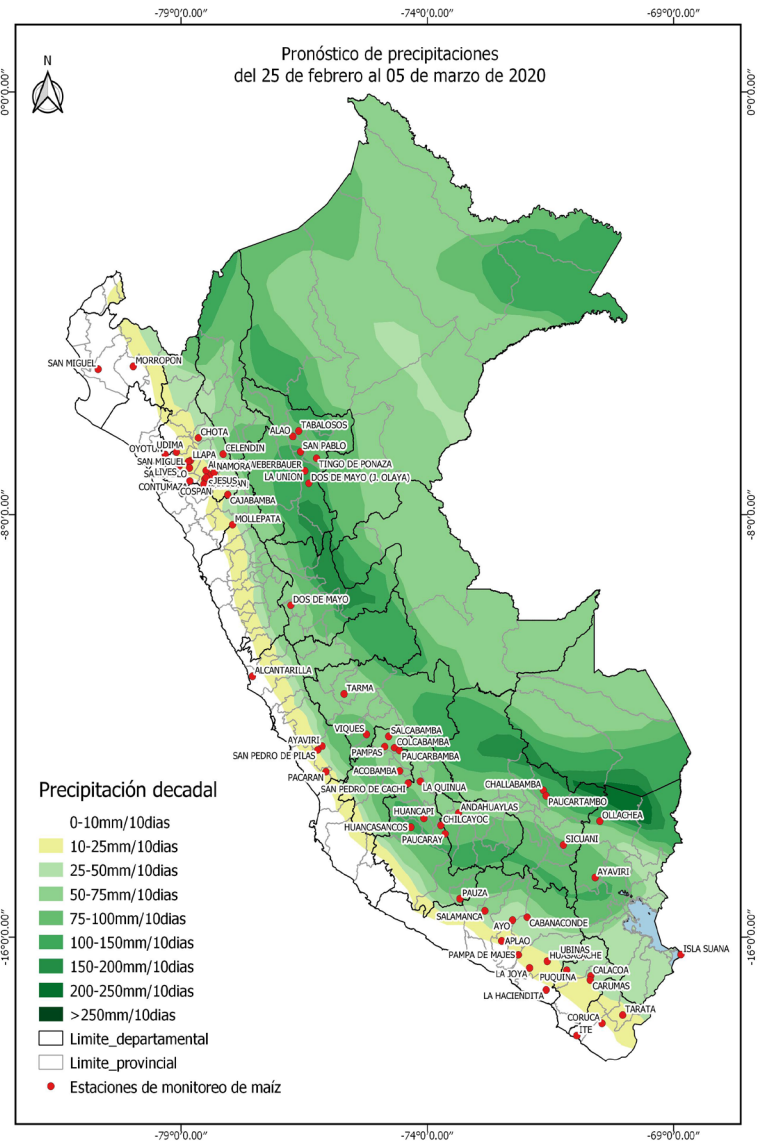 -79°0'0.00"
-74°0'0.00"
-69°0'0.00"
Pronóstico de precipitaciones
del 25 de febrero al 05 de marzo de 2020
N
0°0'0.00"
0°0'0.00"
SAN MIGUEL
MORROPON
CHOTA
ALAO
TABALOSOS
UDIMA
CELENDIN
SAN PABLO
LLAPA
SAN MIGUEL
NAMORA
WEBERBAUER
TINGO DE PONAZA
LIVES
JESUS
LA UNION
DOS DE MAYO (J. OLAYA)
CONTUMAZA
COSPAN
CAJABAMBA
MOLLEPATA
-8°0'0.00"
-8°0'0.00"
DOS DE MAYO
ALCANTARILLA
TARMA
VIQUES
SALCABAMBA
AYAVIRI
COLCABAMBA
SAN PEDRO DE PILAS
PAMPAS
PAUCARBAMBA
PACARAN
ACOBAMBA
SAN PEDRO DE CACHI
LA QUINUA
CHALLABAMBA
PAUCARTAMBO
HUANCAPI
ANDAHUAYLAS
OLLACHEA
HUANCASANCOS
CHILCAYOC
PAUCARAY
SICUANI
AYAVIRI
PAUZA
SALAMANCA
AYO
CABANACONDE
-16°0'0.00"
-16°0'0.00"
APLAO
UBINAS
ISLA SUANA
PAMPA DE MAJES
LA JOYA
PUQUINA
CALACOA
CARUMAS
LA HACIENDITA
CORUCA
TARATA
ITE
Precipitación decadal
0-10mm/10dias
10-25mm/10dias
25-50mm/10dias
50-75mm/10dias
75-100mm/10dias
100-150mm/10dias
150-200mm/10dias
200-250mm/10dias
>250mm/10dias
Limite_departamental
Limite_provincial
Estaciones de monitoreo de maíz
-79°0'0.00"
-74°0'0.00"
-69°0'0.00"